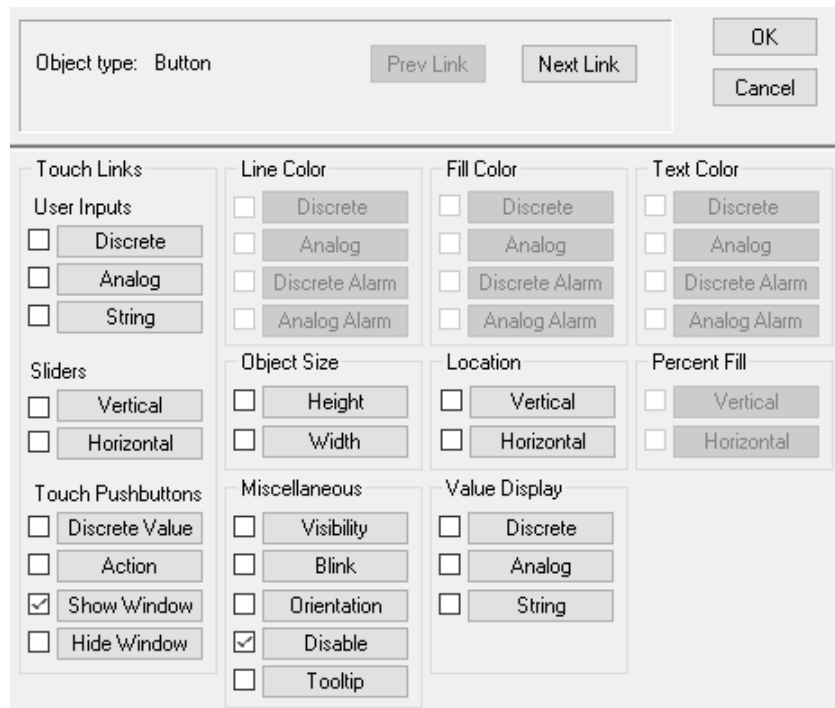 Object type: Button
Prev Link
Next Link
OK
Cancel
Touch Links
User Inputs
Discrete
Analog
String
Sliders
Vertical
Horizontal
Touch Pushbuttons
Discrete Value
Action
Show Window
Hide Window
Line Color
Discrete
Analog
Discrete Alarm
Analog Alarm
Object Size
Height
Width
Miscellaneous
Visibility
Blink
Orientation
Disable
Tooltip
Fill Color
Discrete
Analog
Discrete Alarm
Analog Alarm
Location
Vertical
Horizontal
Value Display
Discrete
Analog
String
Text Color
Discrete
Analog
Discrete Alarm
Analog Alarm
Percent Fill
Vertical
Horizontal